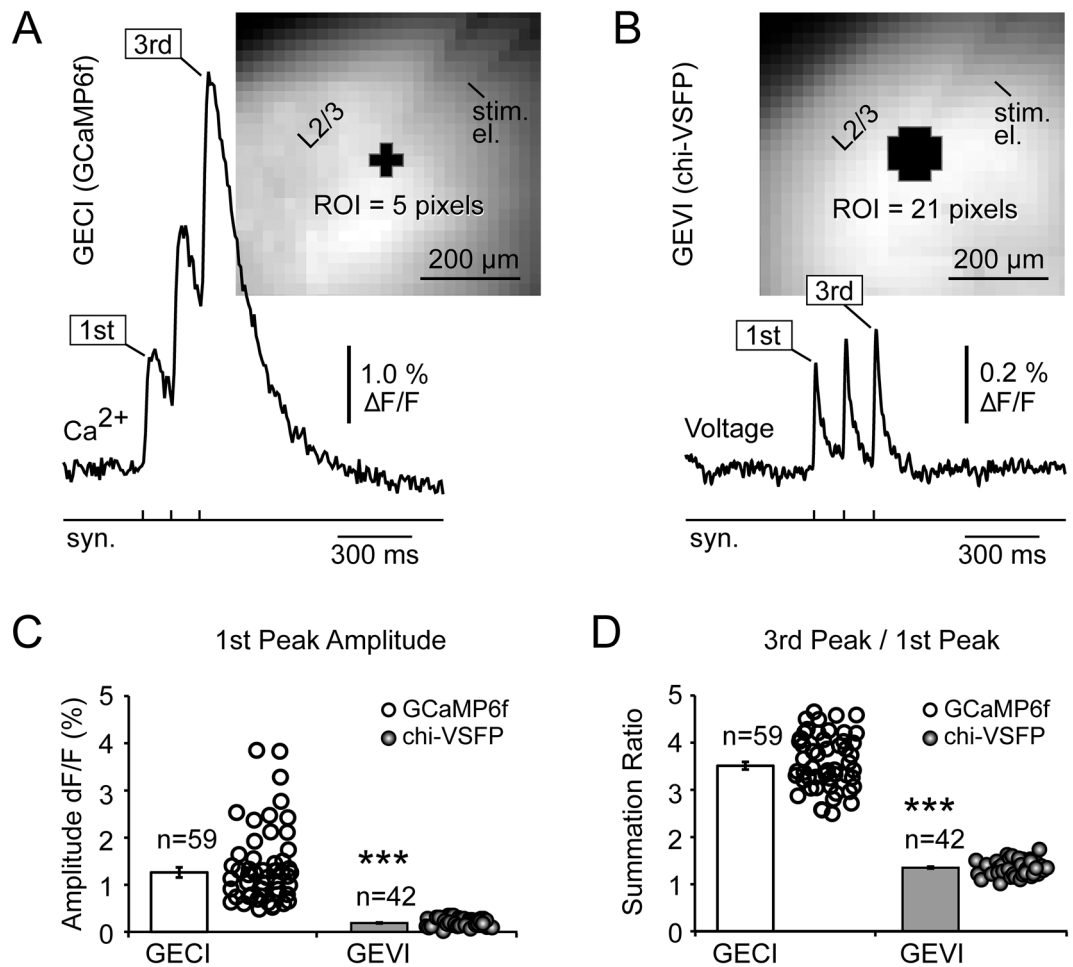 A
GECI (GCaMP6f)
3rd
1st
L2/3
stim.
el.
ROI = 5 pixels
200 µm
1.0 %
ΔF/F
Ca2+
syn.
300 ms
B
GEVI (chi-VSFP)
L2/3
stim.
el.
ROI = 21 pixels
200 µm
3rd
1st
0.2 %
ΔF/F
Voltage
syn.
300 ms
C
1st Peak Amplitude
Amplitude dF/F (%)
5
4
3
2
1
0
GCaMP6f
chi-VSFP
n=59
***
n=42
GECI
GEVI
D
3rd Peak / 1st Peak
Summation Ratio
5
4
3
2
1
0
GCaMP6f
chi-VSFP
n=59
***
n=42
GECI
GEVI